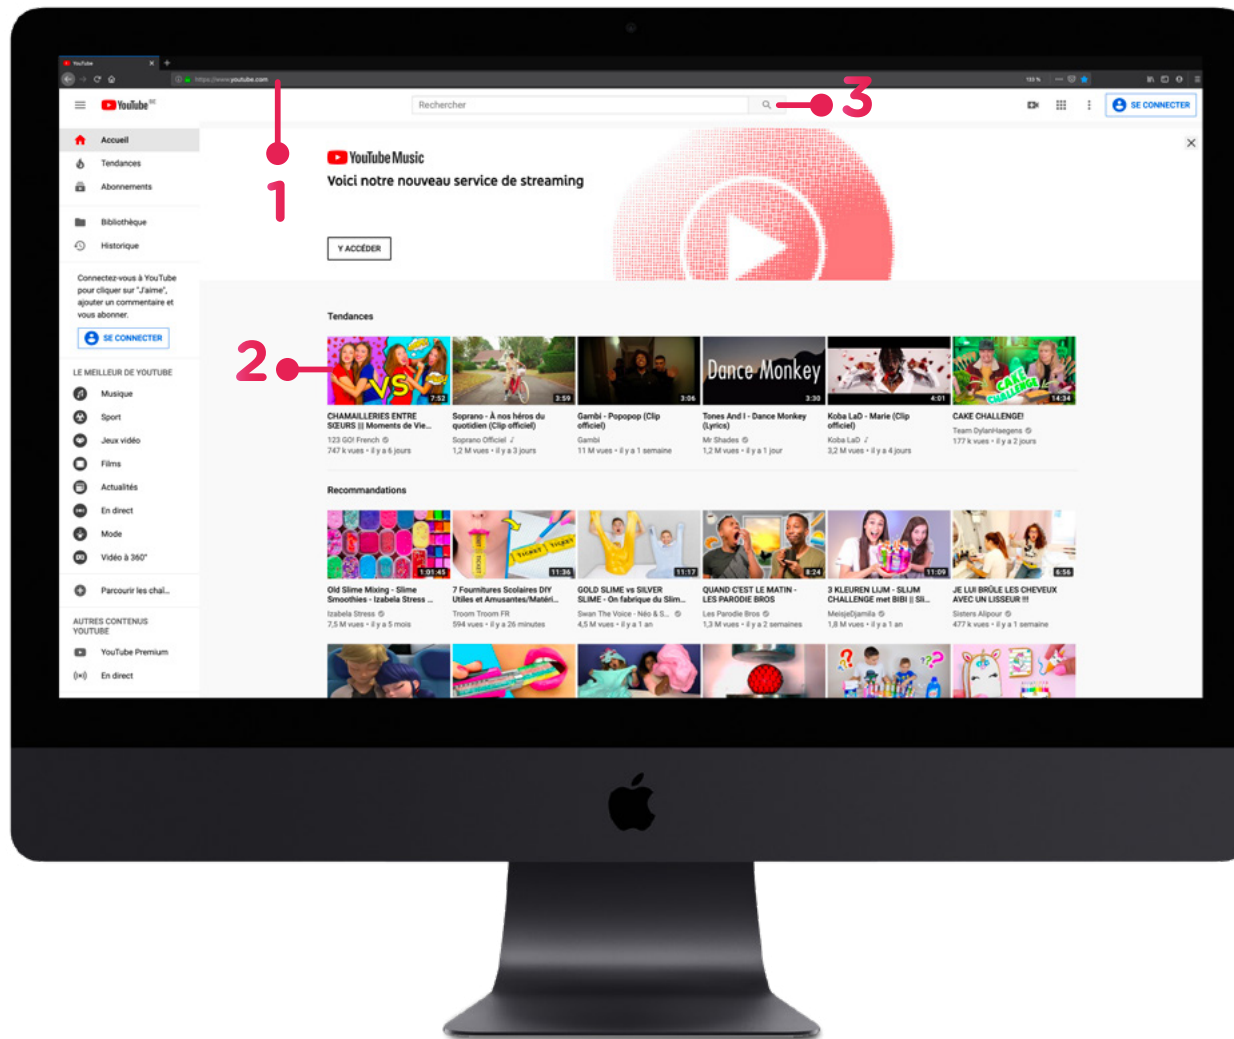 YouTube
https://www.youtube.com
133 %
YouTube
Rechercher
3
SE CONNECTER
1
Accueil
Tendances
Abonnements
Bibliothèque
Historique
Connectez-vous à YouTube
pour cliquer sur "J'aime",
ajouter un commentaire et
vous abonner.
SE CONNECTER
LE MEILLEUR DE YOUTUBE
Musique
Sport
Jeux vidéo
Films
Actualités
En direct
Mode
Vidéo à 360°
Parcourir les chaî...
AUTRES CONTENUS
YOUTUBE
YouTube Premium
En direct
YouTube Music
Voici notre nouveau service de streaming
Y ACCÉDER
Tendances
2
VS
7:52
3:59
3:06
Dance Monkey
3:30
4:01
CAKE
CHALLENGE!
14:34
CHAMAILLERIES ENTRE
SŒURS || Moments de Vie...
123 GO! French
747 k vues • il y a 6 jours
Soprano - À nos héros du
quotidien (Clip officiel)
Soprano Officiel
1,2 M vues • il y a 3 jours
Gambi - Popopop (Clip
officiel)
Gambi
11 M vues • il y a 1 semaine
Tones And I - Dance Monkey
(Lyrics)
Mr Shades
1,2 M vues • il y a 1 jour
Koba LaD - Marie (Clip
officiel)
Koba LaD
3,2 M vues • il y a 4 jours
CAKE CHALLENGE!
Team DylanHaegens
177 k vues • il y a 2 jours
Recommandations
1:01:45
TICKET
TICKET
11:36
11:17
8:24
11:09
6:56
Old Slime Mixing - Slime
Smoothies - Izabela Stress ...
Izabela Stress
7,5 M vues • il y a 5 mois
7 Fournitures Scolaires DIY
Utiles et Amusantes/Matéri...
Troom Troom FR
594 vues • il y a 26 minutes
GOLD SLIME vs SILVER
SLIME - On fabrique du Slim...
Swan The Voice - Néo & S...
4,5 M vues • il y a 1 an
QUAND C'EST LE MATIN -
LES PARODIE BROS
Les Parodie Bros
1,3 M vues • il y a 2 semaines
3 KLEUREN LIJM - SLIJM
CHALLENGE met BIBI || Sli...
MeisjeDjamila
1,8 M vues • il y a 1 an
JE LUI BRÛLE LES CHEVEUX
AVEC UN LISSEUR !!!
Sisters Alipour
477 k vues • il y a 1 semaine